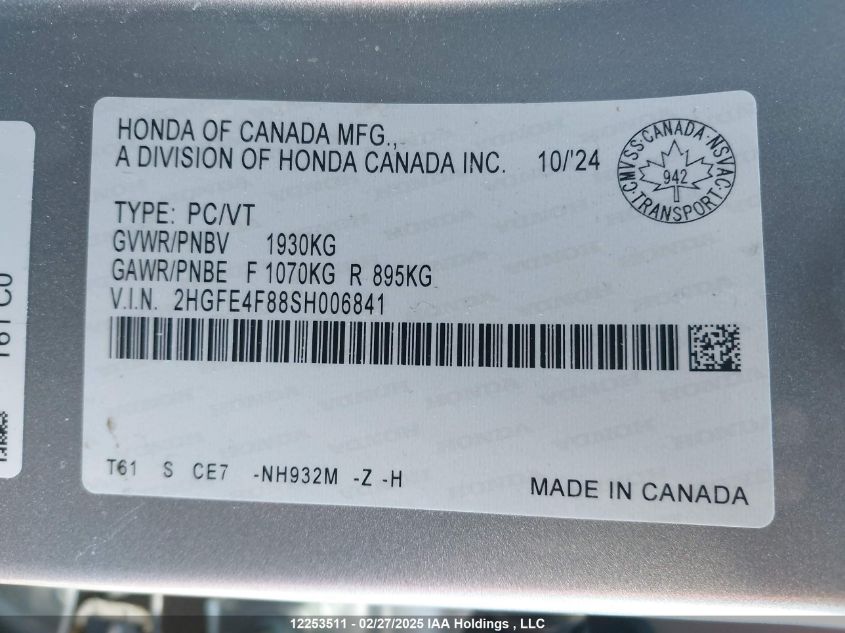 HONDA OF CANADA MFG.,
A DIVISION OF HONDA CANADA INC. 10/'24
CMVSS·CANADA·NSVAC
942
·TRANSPORT·
TYPE: PC/VT
GVWR/PNBV 1930KG
GAWR/PNBE F 1070KG R 895KG
V.I.N. 2HGFE4F88SH006841
T61 S CE7 -NH932M -Z -H
MADE IN CANADA
12253511 - 02/27/2025 IAA Holdings , LLC